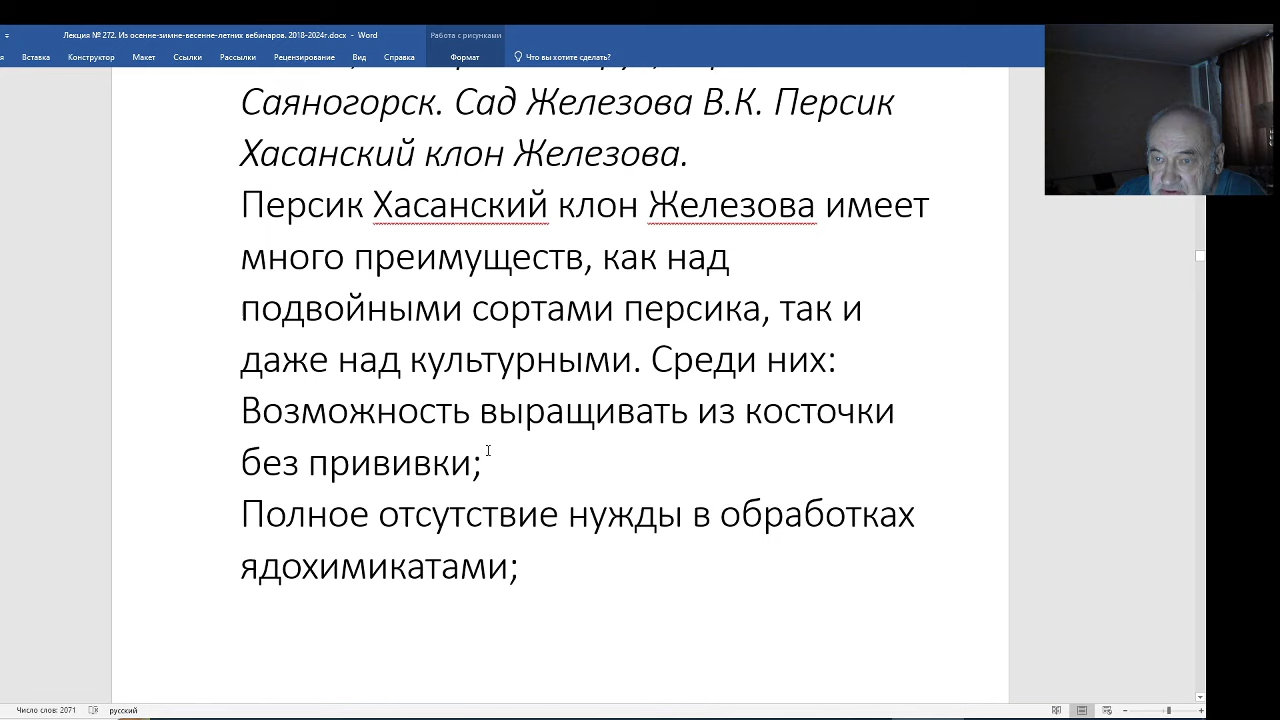 Лекция № 272. Из осенне-зимне-весенне-летних вебинаров. 2018-2024г.docx - Word
Работа с рисунками
Вставка Конструктор Макет Ссылки Рассылки Рецензирование Вид Справка Формат Что вы хотите сделать?
Саяногорск. Сад Железова В.К. Персик
Хасанский клон Железова.
Персик Хасанский клон Железова имеет
много преимуществ, как над
подвойными сортами персика, так и
даже над культурными. Среди них:
Возможность выращивать из косточки
без прививки;
Полное отсутствие нужды в обработках
ядохимикатами;
Число слов: 2071 русский